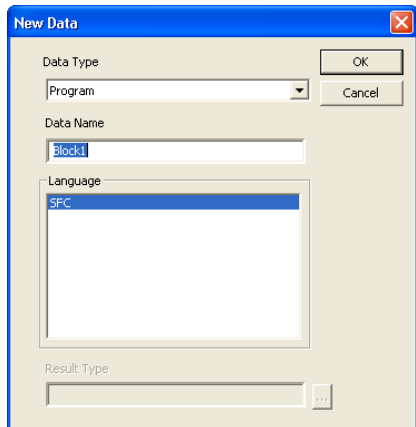 New Data
Data Type
OK
Program
Cancel
Data Name
Block1
Language
SFC
Result Type
...